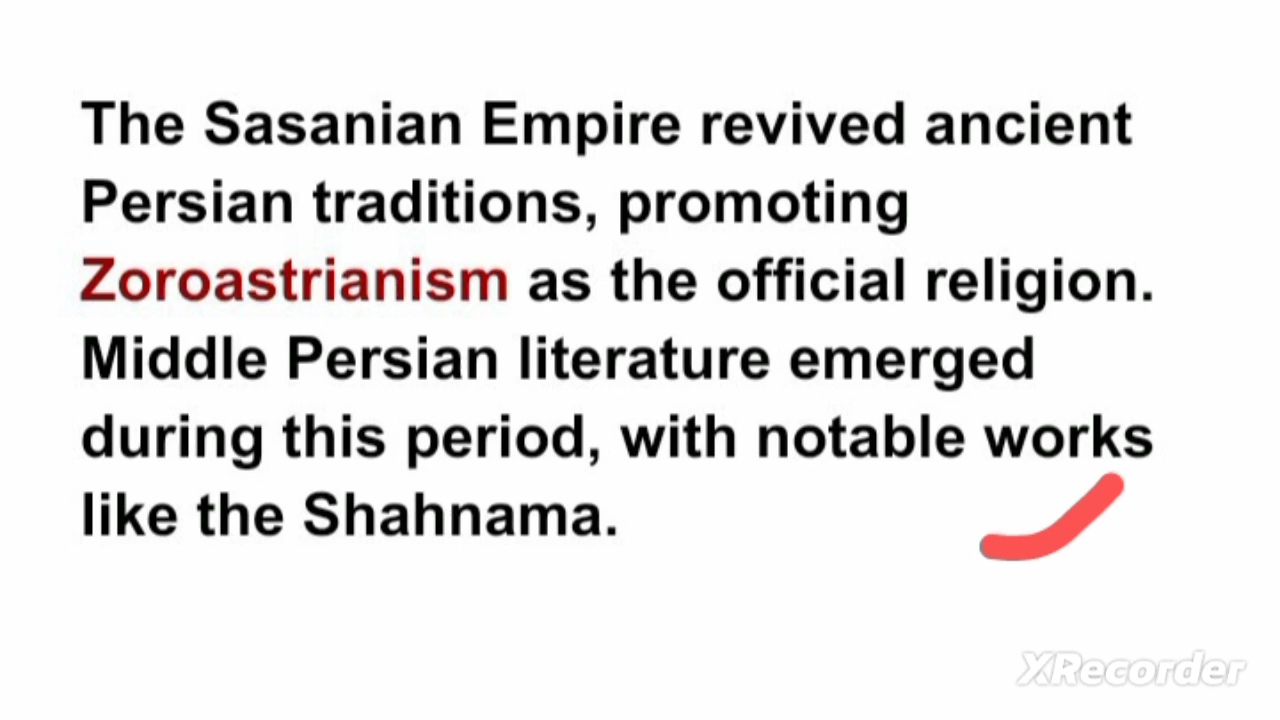 The Sasanian Empire revived ancient
Persian traditions, promoting
Zoroastrianism as the official religion.
Middle Persian literature emerged
during this period, with notable works
like the Shahnama.
XRecorder